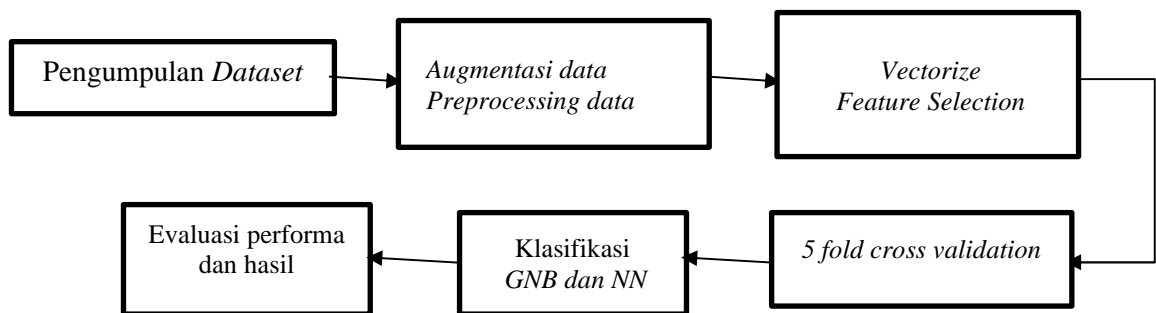 Pengumpulan Dataset
Augmentasi data
Preprocessing data
Vectorize
Feature Selection
5 fold cross validation
Klasifikasi
GNB dan NN
Evaluasi performa
dan hasil